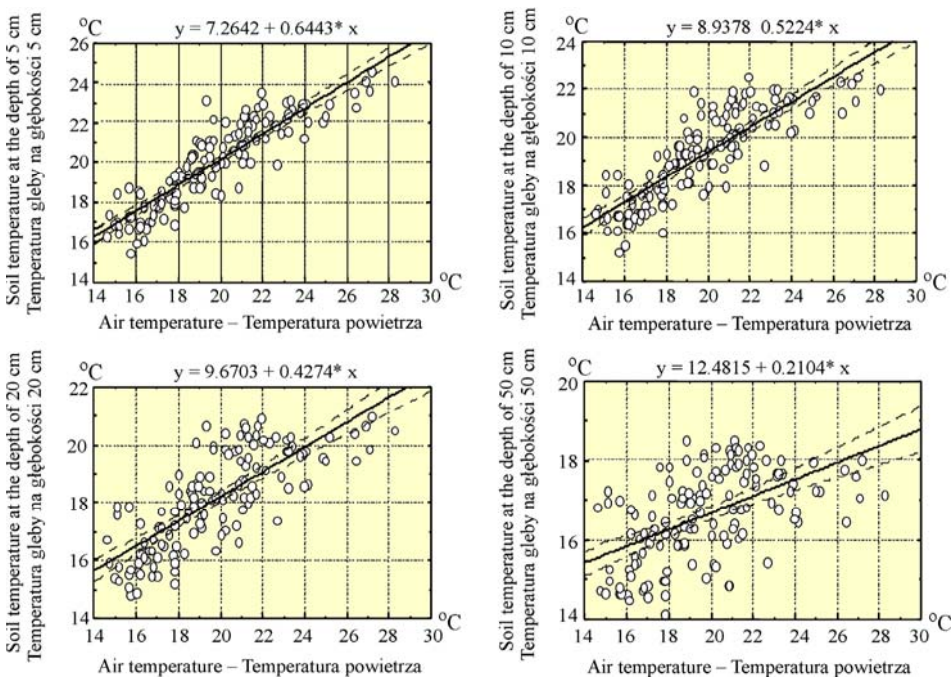 °C
y = 7.2642 + 0.6443* x
Soil temperature at the depth of 5 cm
Temperatura gleby na głębokości 5 cm
26
24
22
20
18
16
14
14 16 18 20 22 24 26 28 30
°C
Air temperature – Temperatura powietrza
°C
y = 8.9378 0.5224* x
Soil temperature at the depth of 10 cm
Temperatura gleby na głębokości 10 cm
24
22
20
18
16
14
14 16 18 20 22 24 26 28 30
°C
Air temperature – Temperatura powietrza
°C
y = 9.6703 + 0.4274* x
Soil temperature at the depth of 20 cm
Temperatura gleby na głębokości 20 cm
22
20
18
16
14
14 16 18 20 22 24 26 28 30
°C
Air temperature – Temperatura powietrza
°C
y = 12.4815 + 0.2104* x
Soil temperature at the depth of 50 cm
Temperatura gleby na głębokości 50 cm
20
18
16
14
14 16 18 20 22 24 26 28 30
°C
Air temperature – Temperatura powietrza